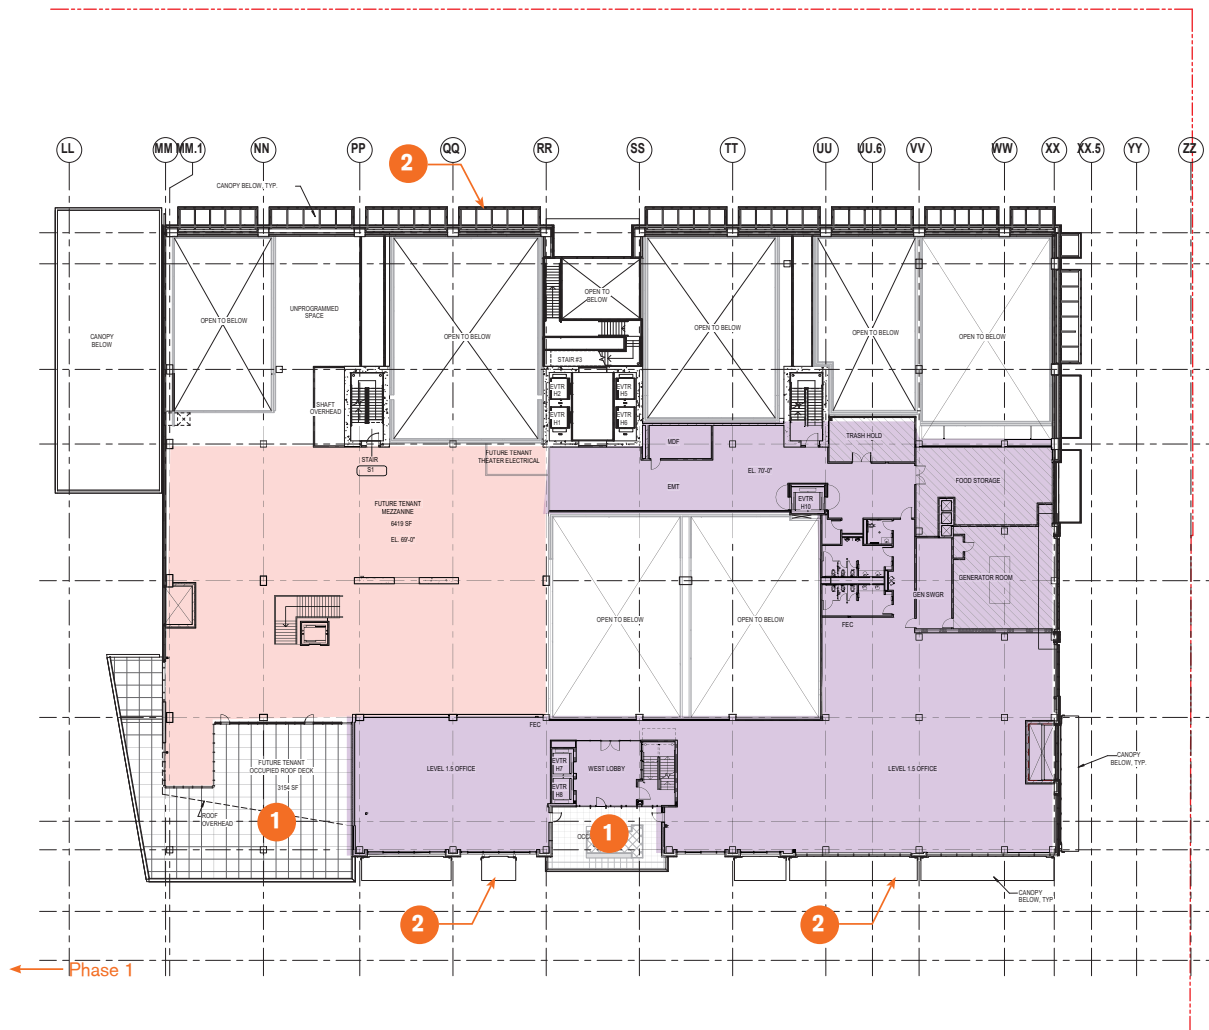 LL MM MM.1 NN PP QQ RR SS TT UU UU.6 VV WW XX XX.5 YY ZZ
2
CANOPY BELOW, TYP.
OPEN TO BELOW
UNPROGRAMMED
SPACE
OPEN TO BELOW
OPEN TO
BELOW
OPEN TO BELOW
OPEN TO BELOW
OPEN TO BELOW
CANOPY
BELOW
STAIR #3
SHAFT
OVERHEAD
EVTR
H2
EVTR
H5
EVTR
H1
EVTR
H6
STAIR
S1
FUTURE TENANT
THEATER ELECTRICAL
MDF
TRASH HOLD
EL. 70'-0"
EMT
FOOD STORAGE
EVTR
H10
FUTURE TENANT
MEZZANINE
6419 SF
EL. 69'-0"
GENERATOR ROOM
GEN SWGR
OPEN TO BELOW
OPEN TO BELOW
FEC
FEC
FUTURE TENANT
OCCUPIED ROOF DECK
3154 SF
LEVEL 1.5 OFFICE
EVTR
H7
EVTR
H8
WEST LOBBY
LEVEL 1.5 OFFICE
CANOPY
BELOW, TYP.
ROOF
OVERHEAD
1
1
CANOPY
BELOW, TYP
2
2
Phase 1